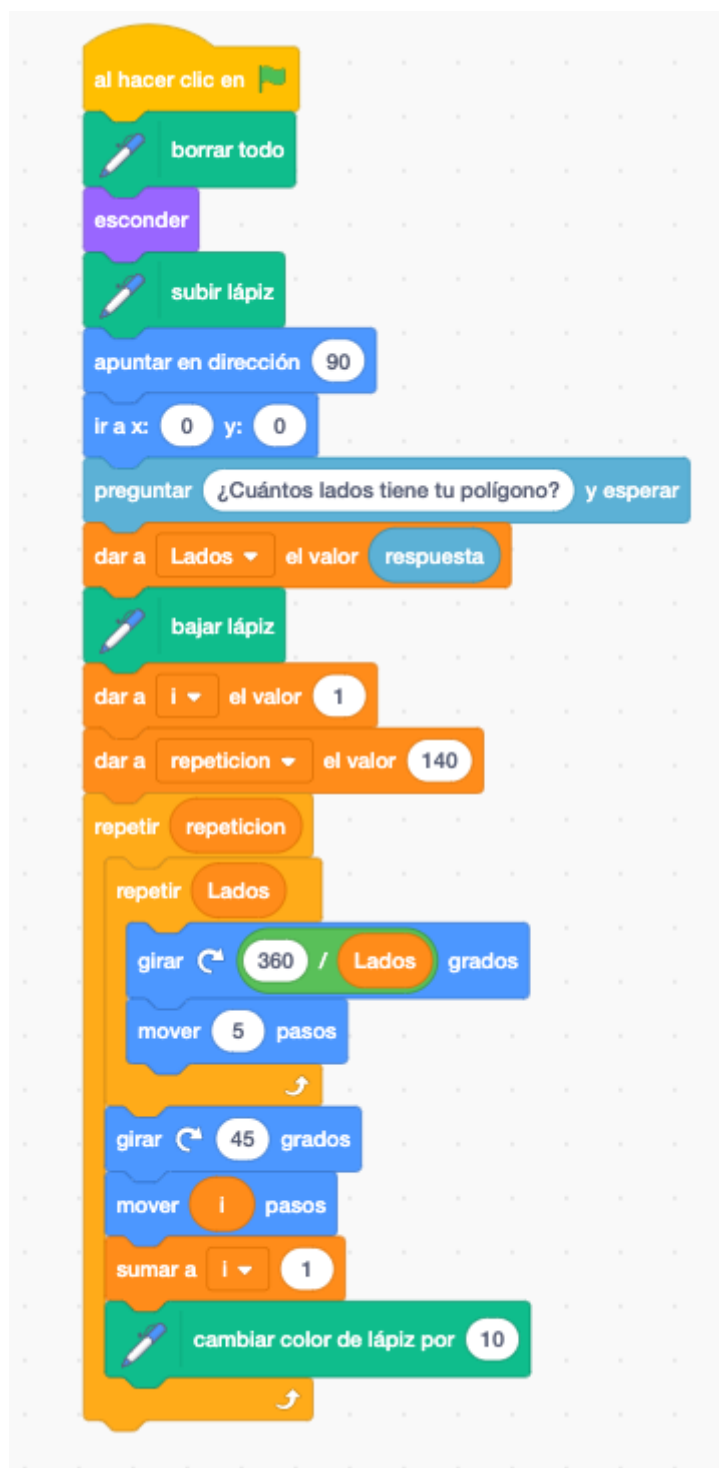 al hacer clic en
borrar todo
esconder
subir lápiz
apuntar en dirección 90
ir a x: 0 y: 0
preguntar ¿Cuántos lados tiene tu polígono? y esperar
dar a Lados el valor respuesta
bajar lápiz
dar a i el valor 1
dar a repeticion el valor 140
repetir repeticion
repetir Lados
girar 360 / Lados grados
mover 5 pasos
girar 45 grados
mover i pasos
sumar a i 1
cambiar color de lápiz por 10